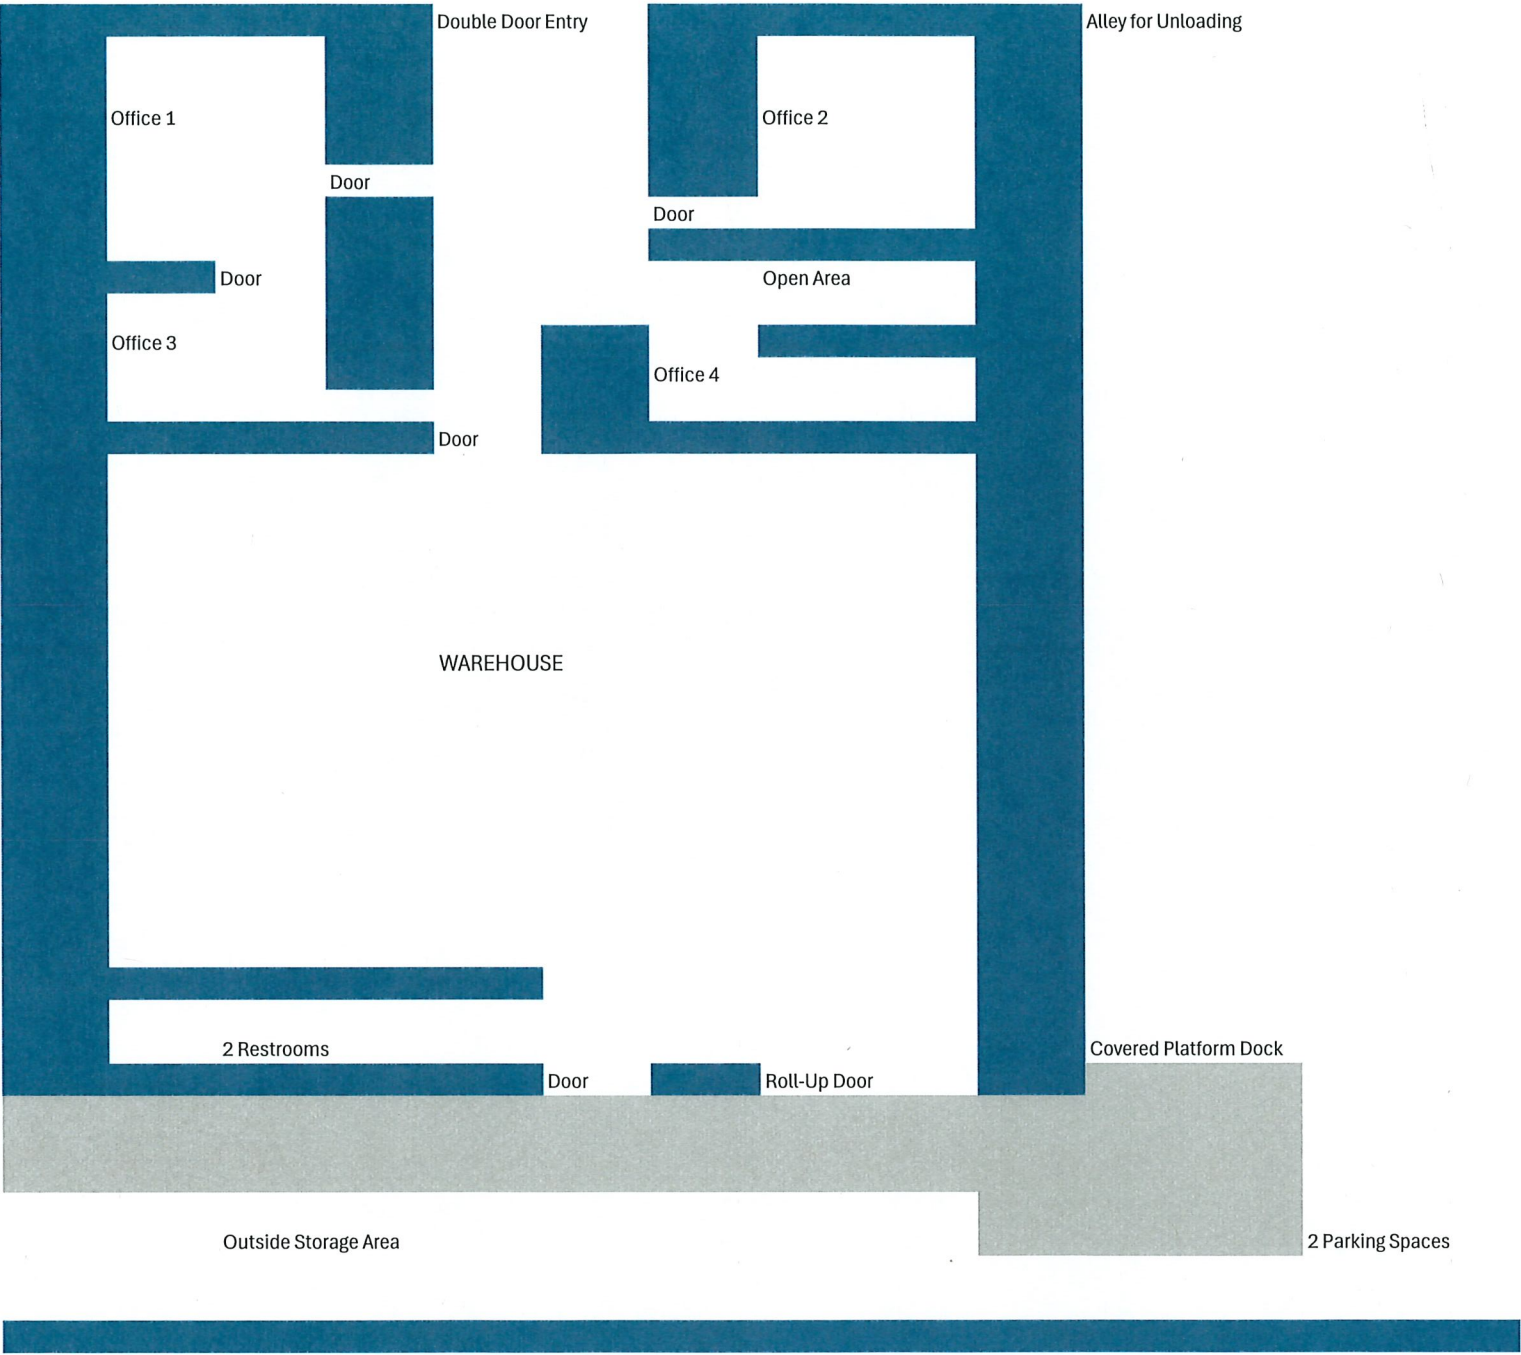 Double Door Entry
Alley for Unloading
Office 1
Office 2
Door
Door
Door
Open Area
Office 3
Office 4
Door
WAREHOUSE
2 Restrooms
Covered Platform Dock
Door
Roll-Up Door
Outside Storage Area
2 Parking Spaces